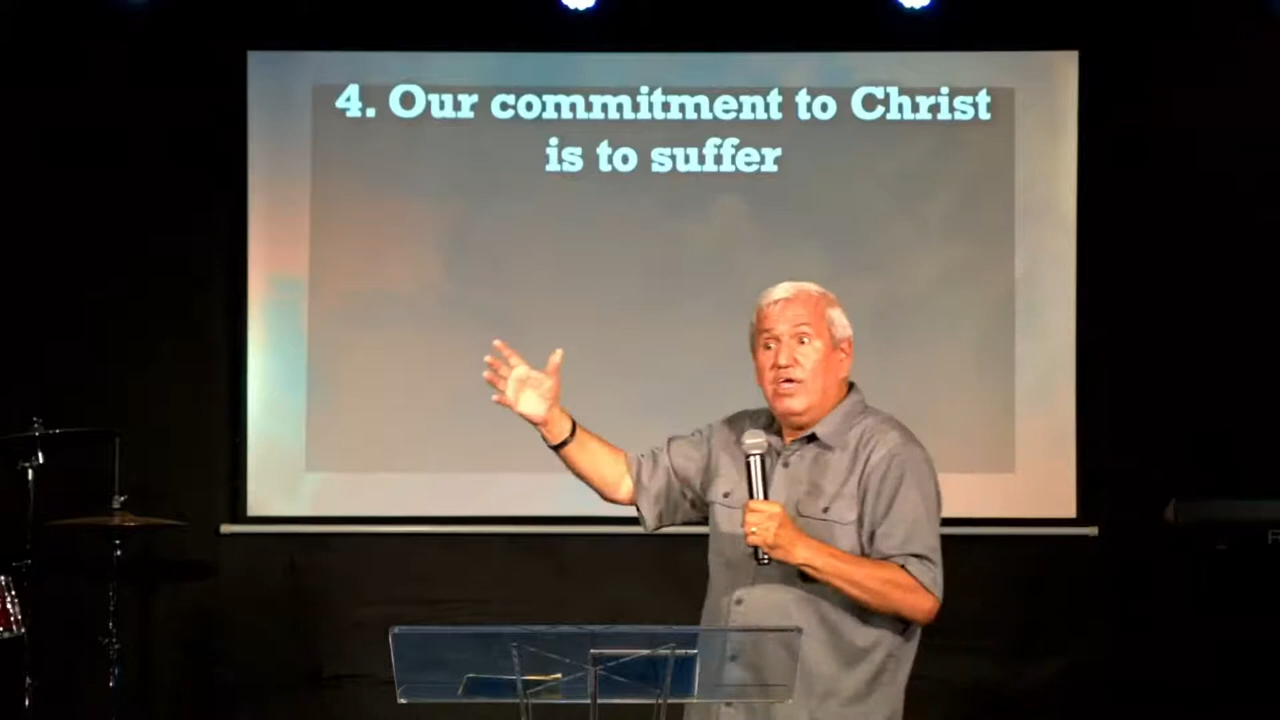 4. Our commitment to Christ
is to suffer